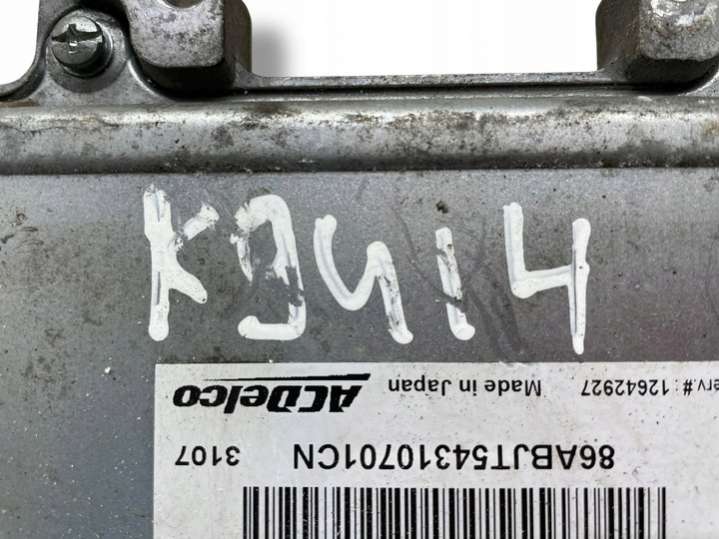 K9414
86ABJT54310701CN 3107
erv.#: 12642927 Made in Japan ACDelco